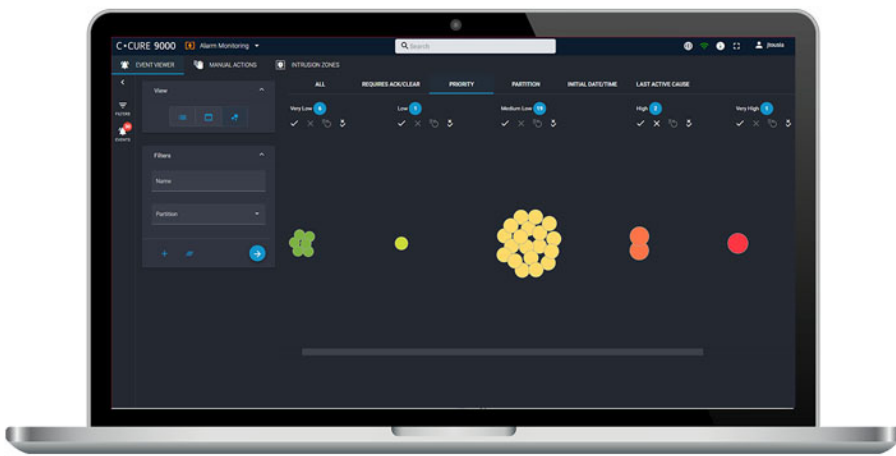 C•CURE 9000 Alarm Monitoring Search
EVENT VIEWER MANUAL ACTIONS INTRUSION ZONES
ALL REQUIRES ACK/CLEAR PRIORITY PARTITION INITIAL DATE/TIME LAST ACTIVE CAUSE
View
Very Low 6 Low 1 Medium Low 19 High 2 Very High 1
FILTERS
EVENTS
Filters
Name
Partition